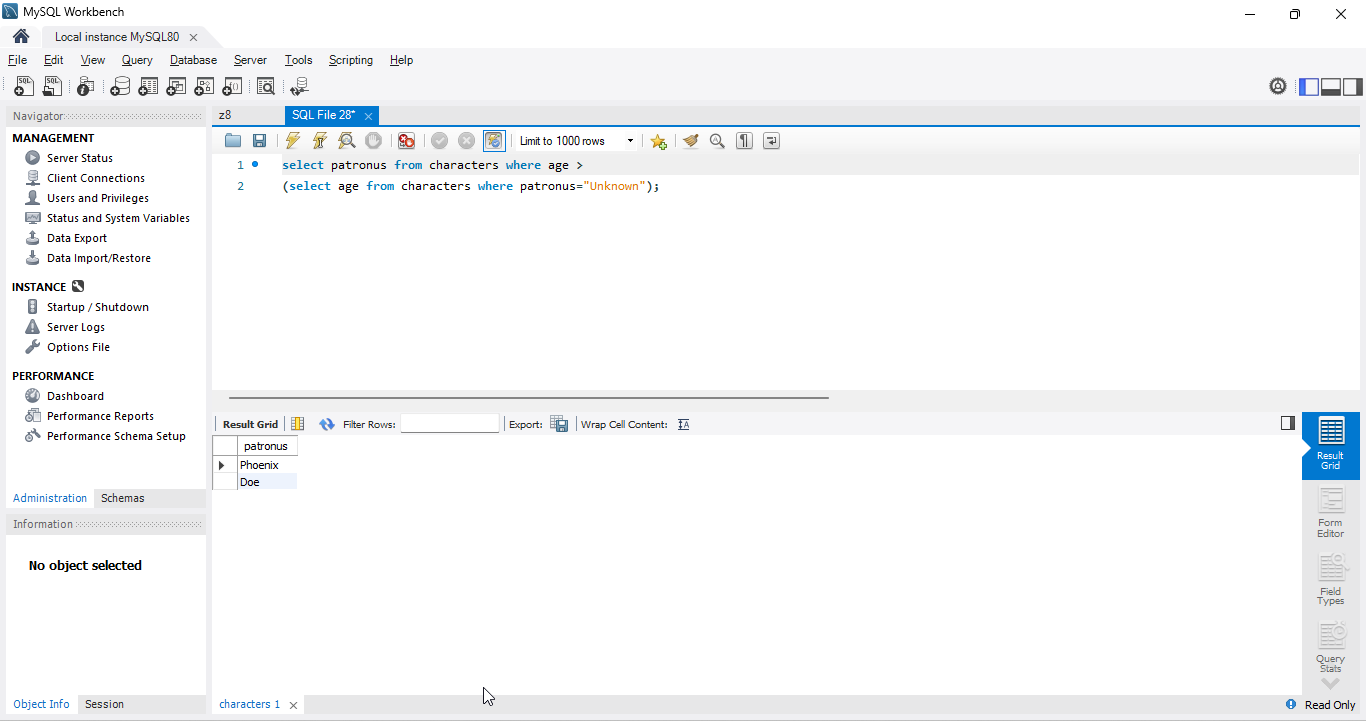 MySQL Workbench
Local instance MySQL80
File Edit View Query Database Server Tools Scripting Help
Navigator
MANAGEMENT
Server Status
Client Connections
Users and Privileges
Status and System Variables
Data Export
Data Import/Restore
INSTANCE
Startup / Shutdown
Server Logs
Options File
PERFORMANCE
Dashboard
Performance Reports
Performance Schema Setup
Administration Schemas
Information
No object selected
Object Info Session
z8 SQL File 28*
Limit to 1000 rows
1 select patronus from characters where age >
2 (select age from characters where patronus="Unknown");
Result Grid Filter Rows: Export: Wrap Cell Content:
patronus
Phoenix
Doe
Result
Grid
Form
Editor
Field
Types
Query
Stats
characters 1
Read Only